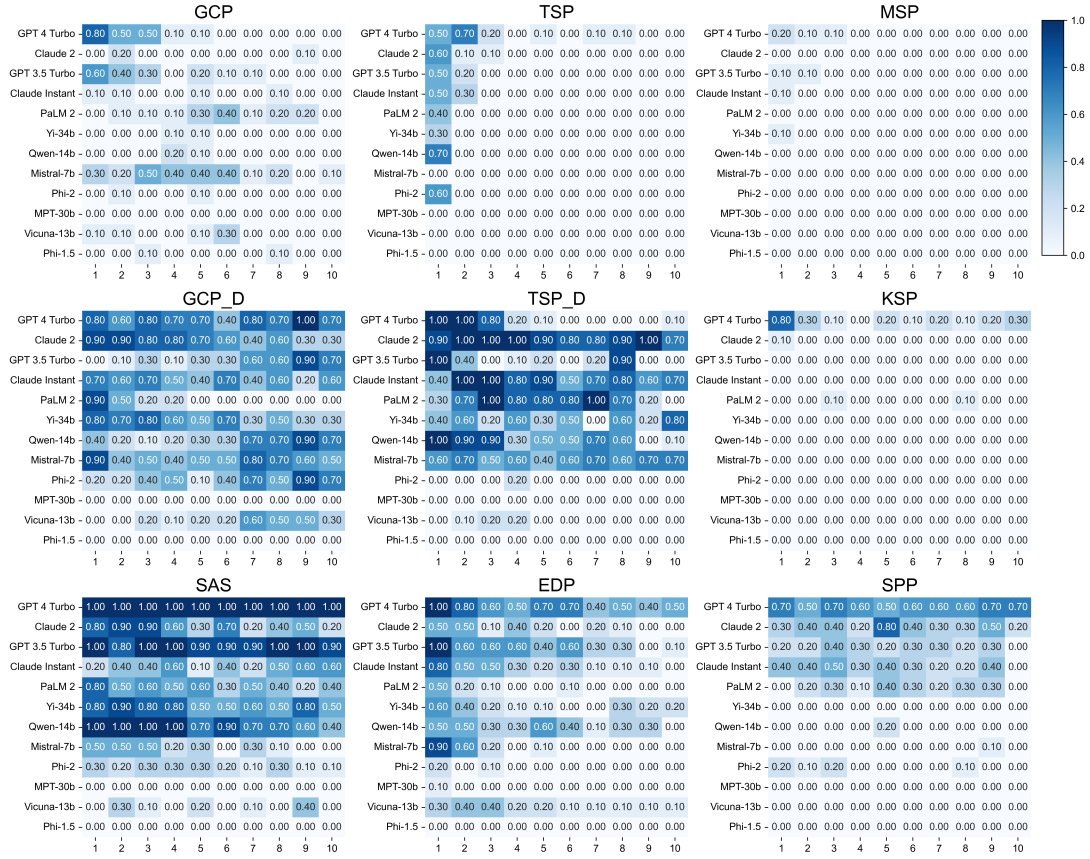 GCP
GPT 4 Turbo 0.80 0.50 0.50 0.10 0.10 0.00 0.00 0.00 0.00 0.00
Claude 2 0.00 0.20 0.00 0.00 0.00 0.00 0.00 0.00 0.10 0.00
GPT 3.5 Turbo 0.60 0.40 0.30 0.00 0.20 0.10 0.10 0.00 0.00 0.00
Claude Instant 0.10 0.10 0.00 0.00 0.10 0.00 0.00 0.10 0.00 0.00
PaLM 2 0.00 0.10 0.10 0.10 0.30 0.40 0.10 0.20 0.20 0.00
Yi-34b 0.00 0.00 0.00 0.10 0.10 0.00 0.00 0.00 0.00 0.00
Qwen-14b 0.00 0.00 0.00 0.20 0.10 0.00 0.00 0.00 0.00 0.00
Mistral-7b 0.30 0.20 0.50 0.40 0.40 0.40 0.10 0.20 0.00 0.10
Phi-2 0.00 0.10 0.00 0.00 0.10 0.00 0.00 0.00 0.00 0.00
MPT-30b 0.00 0.00 0.00 0.00 0.00 0.00 0.00 0.00 0.00 0.00
Vicuna-13b 0.10 0.10 0.00 0.00 0.10 0.30 0.00 0.00 0.00 0.00
Phi-1.5 0.00 0.00 0.10 0.00 0.00 0.00 0.00 0.10 0.00 0.00
1 2 3 4 5 6 7 8 9 10
TSP
GPT 4 Turbo 0.50 0.70 0.20 0.00 0.10 0.00 0.10 0.10 0.00 0.00
Claude 2 0.60 0.10 0.10 0.00 0.00 0.00 0.00 0.00 0.00 0.00
GPT 3.5 Turbo 0.50 0.20 0.00 0.00 0.00 0.00 0.00 0.00 0.00 0.00
Claude Instant 0.50 0.30 0.00 0.00 0.00 0.00 0.00 0.00 0.00 0.00
PaLM 2 0.40 0.00 0.00 0.00 0.00 0.00 0.00 0.00 0.00 0.00
Yi-34b 0.30 0.00 0.00 0.00 0.00 0.00 0.00 0.00 0.00 0.00
Qwen-14b 0.70 0.00 0.00 0.00 0.00 0.00 0.00 0.00 0.00 0.00
Mistral-7b 0.00 0.00 0.00 0.00 0.00 0.00 0.00 0.00 0.00 0.00
Phi-2 0.60 0.00 0.00 0.00 0.00 0.00 0.00 0.00 0.00 0.00
MPT-30b 0.00 0.00 0.00 0.00 0.00 0.00 0.00 0.00 0.00 0.00
Vicuna-13b 0.00 0.00 0.00 0.00 0.00 0.00 0.00 0.00 0.00 0.00
Phi-1.5 0.00 0.00 0.00 0.00 0.00 0.00 0.00 0.00 0.00 0.00
1 2 3 4 5 6 7 8 9 10
MSP
GPT 4 Turbo 0.20 0.10 0.10 0.00 0.00 0.00 0.00 0.00 0.00 0.00
Claude 2 0.00 0.00 0.00 0.00 0.00 0.00 0.00 0.00 0.00 0.00
GPT 3.5 Turbo 0.10 0.10 0.00 0.00 0.00 0.00 0.00 0.00 0.00 0.00
Claude Instant 0.10 0.00 0.00 0.00 0.00 0.00 0.00 0.00 0.00 0.00
PaLM 2 0.00 0.00 0.00 0.00 0.00 0.00 0.00 0.00 0.00 0.00
Yi-34b 0.10 0.00 0.00 0.00 0.00 0.00 0.00 0.00 0.00 0.00
Qwen-14b 0.00 0.00 0.00 0.00 0.00 0.00 0.00 0.00 0.00 0.00
Mistral-7b 0.00 0.00 0.00 0.00 0.00 0.00 0.00 0.00 0.00 0.00
Phi-2 0.00 0.00 0.00 0.00 0.00 0.00 0.00 0.00 0.00 0.00
MPT-30b 0.00 0.00 0.00 0.00 0.00 0.00 0.00 0.00 0.00 0.00
Vicuna-13b 0.00 0.00 0.00 0.00 0.00 0.00 0.00 0.00 0.00 0.00
Phi-1.5 0.00 0.00 0.00 0.00 0.00 0.00 0.00 0.00 0.00 0.00
1 2 3 4 5 6 7 8 9 10
1.0
0.8
0.6
0.4
0.2
0.0
GCP_D
GPT 4 Turbo 0.80 0.60 0.80 0.70 0.70 0.40 0.80 0.70 1.00 0.70
Claude 2 0.90 0.90 0.80 0.80 0.70 0.60 0.40 0.60 0.30 0.30
GPT 3.5 Turbo 0.00 0.10 0.30 0.10 0.30 0.30 0.60 0.60 0.90 0.70
Claude Instant 0.70 0.60 0.70 0.50 0.40 0.70 0.40 0.60 0.20 0.60
PaLM 2 0.90 0.50 0.20 0.20 0.00 0.00 0.00 0.00 0.00 0.00
Yi-34b 0.80 0.70 0.80 0.60 0.50 0.70 0.30 0.50 0.30 0.30
Qwen-14b 0.40 0.20 0.10 0.20 0.30 0.30 0.70 0.70 0.90 0.70
Mistral-7b 0.90 0.40 0.50 0.40 0.50 0.50 0.80 0.70 0.60 0.50
Phi-2 0.20 0.20 0.40 0.50 0.10 0.40 0.70 0.50 0.90 0.70
MPT-30b 0.00 0.00 0.00 0.00 0.00 0.00 0.00 0.00 0.00 0.00
Vicuna-13b 0.00 0.00 0.20 0.10 0.20 0.20 0.60 0.50 0.50 0.30
Phi-1.5 0.00 0.00 0.00 0.00 0.00 0.00 0.00 0.00 0.00 0.00
1 2 3 4 5 6 7 8 9 10
TSP_D
GPT 4 Turbo 1.00 1.00 0.80 0.20 0.10 0.00 0.00 0.00 0.00 0.10
Claude 2 0.90 1.00 1.00 1.00 0.90 0.80 0.80 0.90 1.00 0.70
GPT 3.5 Turbo 1.00 0.40 0.00 0.10 0.20 0.00 0.20 0.90 0.00 0.00
Claude Instant 0.40 1.00 1.00 0.80 0.90 0.50 0.70 0.80 0.60 0.70
PaLM 2 0.30 0.70 1.00 0.80 0.80 0.80 1.00 0.70 0.20 0.00
Yi-34b 0.40 0.60 0.20 0.60 0.30 0.50 0.00 0.60 0.20 0.80
Qwen-14b 1.00 0.90 0.90 0.30 0.50 0.50 0.70 0.60 0.00 0.10
Mistral-7b 0.60 0.70 0.50 0.60 0.40 0.60 0.70 0.60 0.70 0.70
Phi-2 0.00 0.00 0.00 0.20 0.00 0.00 0.00 0.00 0.00 0.00
MPT-30b 0.00 0.00 0.00 0.00 0.00 0.00 0.00 0.00 0.00 0.00
Vicuna-13b 0.00 0.10 0.20 0.20 0.00 0.00 0.00 0.00 0.00 0.00
Phi-1.5 0.00 0.00 0.00 0.00 0.00 0.00 0.00 0.00 0.00 0.00
1 2 3 4 5 6 7 8 9 10
KSP
GPT 4 Turbo 0.80 0.30 0.10 0.00 0.20 0.10 0.20 0.10 0.20 0.30
Claude 2 0.10 0.00 0.00 0.00 0.00 0.00 0.00 0.00 0.00 0.00
GPT 3.5 Turbo 0.00 0.00 0.00 0.00 0.00 0.00 0.00 0.00 0.00 0.00
Claude Instant 0.00 0.00 0.00 0.00 0.00 0.00 0.00 0.00 0.00 0.00
PaLM 2 0.00 0.00 0.10 0.00 0.00 0.00 0.00 0.10 0.00 0.00
Yi-34b 0.00 0.00 0.00 0.00 0.00 0.00 0.00 0.00 0.00 0.00
Qwen-14b 0.00 0.00 0.00 0.00 0.00 0.00 0.00 0.00 0.00 0.00
Mistral-7b 0.00 0.00 0.00 0.00 0.00 0.00 0.00 0.00 0.00 0.00
Phi-2 0.00 0.00 0.00 0.00 0.00 0.00 0.00 0.00 0.00 0.00
MPT-30b 0.00 0.00 0.00 0.00 0.00 0.00 0.00 0.00 0.00 0.00
Vicuna-13b 0.00 0.00 0.00 0.00 0.00 0.00 0.00 0.00 0.00 0.00
Phi-1.5 0.00 0.00 0.00 0.00 0.00 0.00 0.00 0.00 0.00 0.00
1 2 3 4 5 6 7 8 9 10
SAS
GPT 4 Turbo 1.00 1.00 1.00 1.00 1.00 1.00 1.00 1.00 1.00 1.00
Claude 2 0.80 0.90 0.90 0.60 0.30 0.70 0.20 0.40 0.50 0.20
GPT 3.5 Turbo 1.00 0.80 1.00 1.00 0.90 0.90 0.90 1.00 1.00 0.90
Claude Instant 0.20 0.40 0.40 0.60 0.10 0.40 0.20 0.50 0.60 0.60
PaLM 2 0.80 0.50 0.60 0.50 0.60 0.30 0.50 0.40 0.20 0.40
Yi-34b 0.80 0.90 0.80 0.80 0.50 0.50 0.60 0.50 0.80 0.50
Qwen-14b 1.00 1.00 1.00 1.00 0.70 0.90 0.70 0.70 0.60 0.40
Mistral-7b 0.50 0.50 0.50 0.20 0.30 0.00 0.30 0.10 0.00 0.00
Phi-2 0.30 0.20 0.30 0.30 0.30 0.20 0.10 0.30 0.10 0.10
MPT-30b 0.00 0.00 0.00 0.00 0.00 0.00 0.00 0.00 0.00 0.00
Vicuna-13b 0.00 0.30 0.10 0.00 0.20 0.00 0.10 0.00 0.40 0.00
Phi-1.5 0.00 0.00 0.00 0.00 0.00 0.00 0.00 0.00 0.00 0.00
1 2 3 4 5 6 7 8 9 10
EDP
GPT 4 Turbo 1.00 0.80 0.60 0.50 0.70 0.70 0.40 0.50 0.40 0.50
Claude 2 0.50 0.50 0.10 0.40 0.20 0.00 0.20 0.30 0.00 0.00
GPT 3.5 Turbo 1.00 0.60 0.60 0.60 0.40 0.60 0.30 0.30 0.00 0.10
Claude Instant 0.80 0.50 0.50 0.30 0.20 0.30 0.10 0.10 0.10 0.00
PaLM 2 0.50 0.20 0.10 0.00 0.00 0.10 0.00 0.00 0.00 0.00
Yi-34b 0.60 0.40 0.20 0.10 0.10 0.00 0.00 0.30 0.20 0.20
Qwen-14b 0.50 0.50 0.30 0.30 0.60 0.40 0.10 0.30 0.30 0.00
Mistral-7b 0.90 0.60 0.20 0.00 0.10 0.00 0.00 0.00 0.00 0.00
Phi-2 0.20 0.00 0.10 0.00 0.00 0.00 0.00 0.00 0.00 0.00
MPT-30b 0.10 0.00 0.00 0.00 0.00 0.00 0.00 0.00 0.00 0.00
Vicuna-13b 0.30 0.40 0.40 0.20 0.20 0.10 0.10 0.10 0.10 0.10
Phi-1.5 0.00 0.00 0.00 0.00 0.00 0.00 0.00 0.00 0.00 0.00
1 2 3 4 5 6 7 8 9 10
SPP
GPT 4 Turbo 0.70 0.50 0.70 0.60 0.50 0.60 0.60 0.60 0.70 0.70
Claude 2 0.30 0.40 0.40 0.20 0.80 0.40 0.30 0.30 0.50 0.20
GPT 3.5 Turbo 0.20 0.20 0.40 0.30 0.20 0.30 0.20 0.20 0.30 0.00
Claude Instant 0.40 0.40 0.50 0.30 0.40 0.30 0.20 0.20 0.40 0.00
PaLM 2 0.00 0.20 0.30 0.10 0.40 0.30 0.20 0.30 0.30 0.00
Yi-34b 0.00 0.00 0.00 0.00 0.00 0.00 0.00 0.00 0.00 0.00
Qwen-14b 0.00 0.00 0.00 0.00 0.20 0.00 0.00 0.00 0.00 0.00
Mistral-7b 0.00 0.00 0.00 0.00 0.00 0.00 0.00 0.00 0.10 0.00
Phi-2 0.20 0.10 0.20 0.00 0.00 0.00 0.00 0.10 0.00 0.00
MPT-30b 0.00 0.00 0.00 0.00 0.00 0.00 0.00 0.00 0.00 0.00
Vicuna-13b 0.00 0.00 0.00 0.00 0.00 0.00 0.00 0.00 0.00 0.00
Phi-1.5 0.00 0.00 0.00 0.00 0.00 0.00 0.00 0.00 0.00 0.00
1 2 3 4 5 6 7 8 9 10